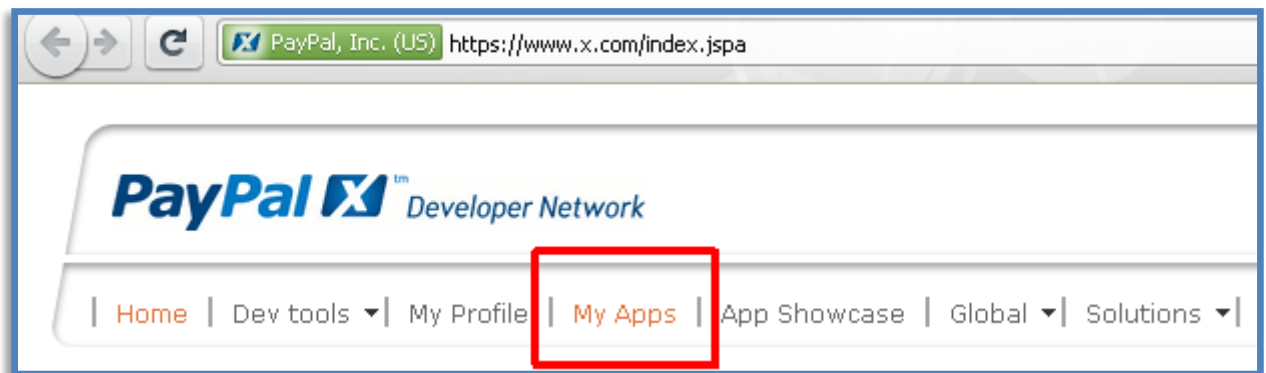 PayPal, Inc. (US) https://www.x.com/index.jspa
PayPal X™ Developer Network
| Home | Dev tools ▾| My Profile | My Apps | App Showcase | Global ▾| Solutions ▾|